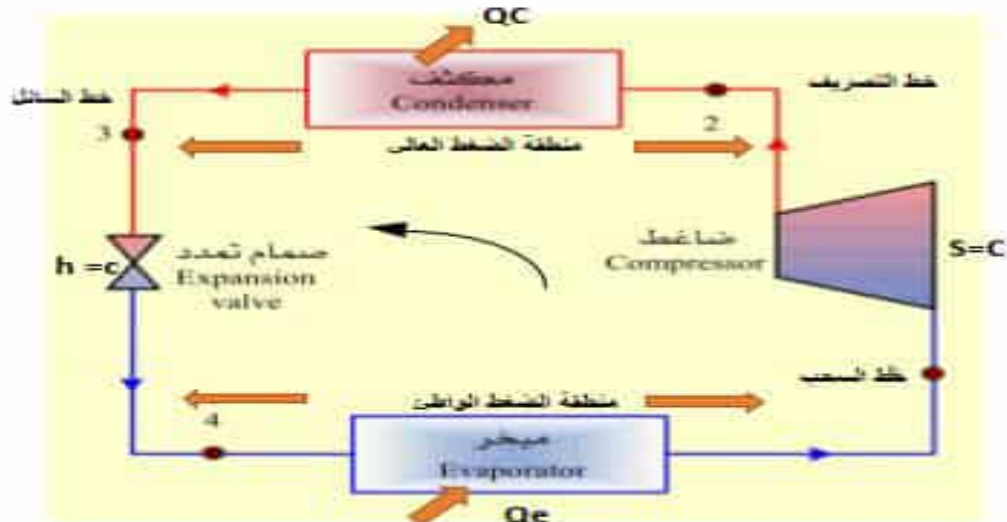 QC
مكثف
Condenser
خط التصريف
خط السائل
2
3
منطقة الضغط العالي
h =c
صمام تمدد
Expansion
valve
ضاغط
Compressor
S=C
خط السحب
منطقة الضغط الواطئ
4
مبخر
Evaporator
Qe